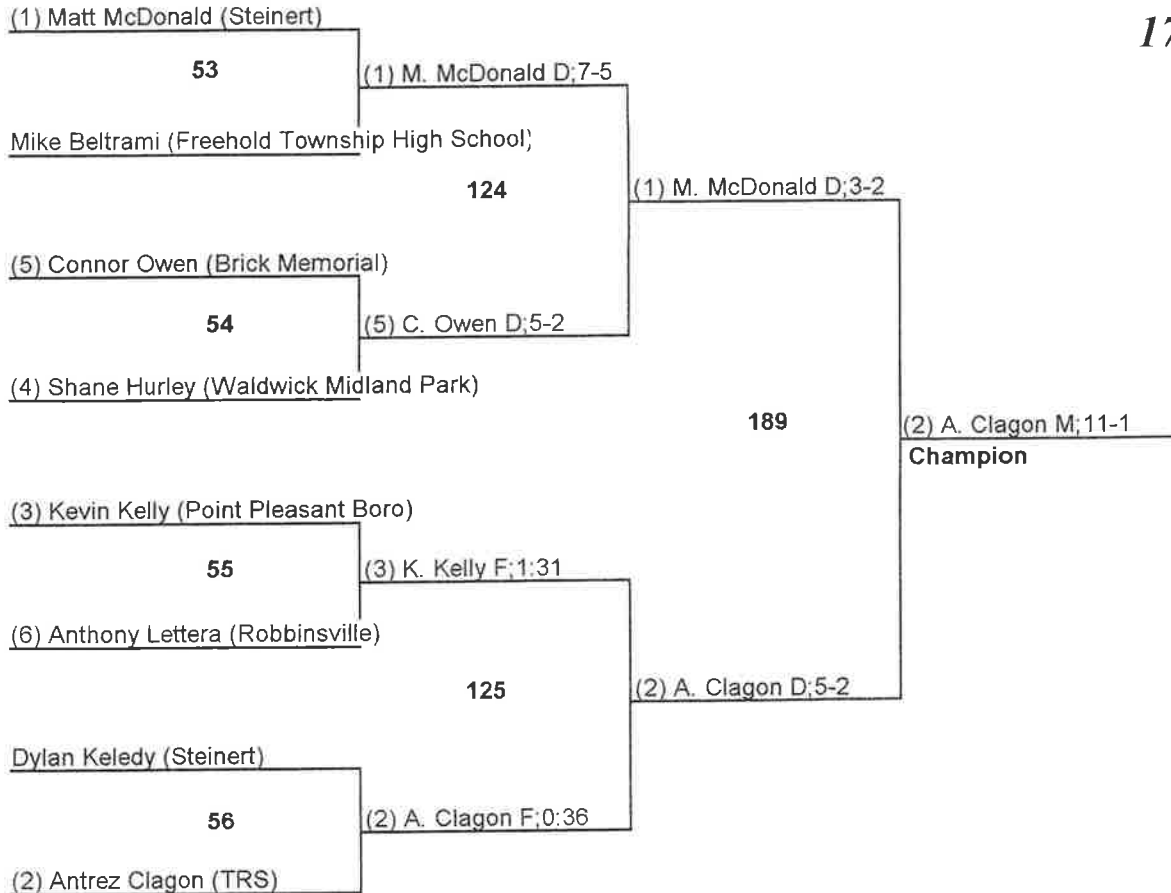 (1) Matt McDonald (Steinert)
17
53
(1) M. McDonald D;7-5
Mike Beltrami (Freehold Township High School)
124
(1) M. McDonald D;3-2
(5) Connor Owen (Brick Memorial)
54
(5) C. Owen D;5-2
(4) Shane Hurley (Waldwick Midland Park)
189
(2) A. Clagon M;11-1
Champion
(3) Kevin Kelly (Point Pleasant Boro)
55
(3) K. Kelly F;1:31
(6) Anthony Lettera (Robbinsville)
125
(2) A. Clagon D;5-2
Dylan Keledy (Steinert)
56
(2) A. Clagon F;0:36
(2) Antrez Clagon (TRS)